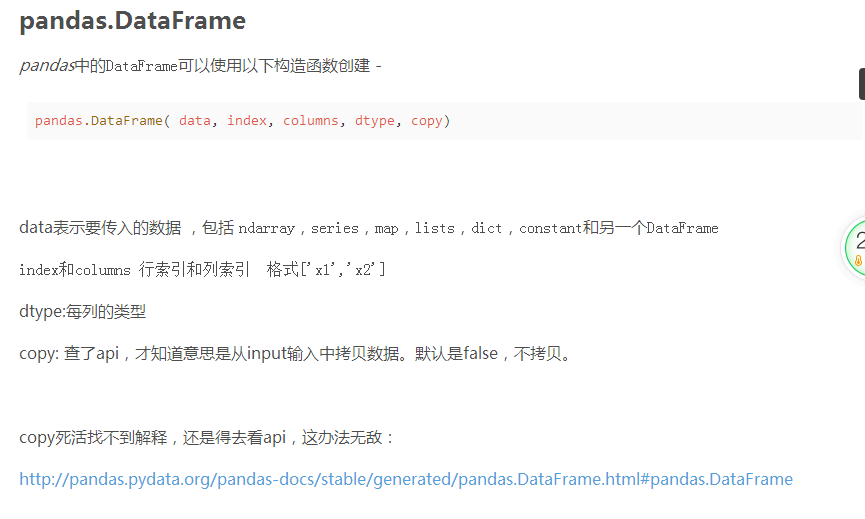 pandas.DataFrame
pandas中的DataFrame可以使用以下构造函数创建 -
pandas.DataFrame( data, index, columns, dtype, copy)
data表示要传入的数据 ，包括 ndarray，series，map，lists，dict，constant和另一个DataFrame
index和columns 行索引和列索引  格式['x1','x2']
dtype:每列的类型
copy: 查了api，才知道意思是从input输入中拷贝数据。默认是false，不拷贝。
copy死活找不到解释，还是得去看api，这办法无敌：
http://pandas.pydata.org/pandas-docs/stable/generated/pandas.DataFrame.html#pandas.DataFrame